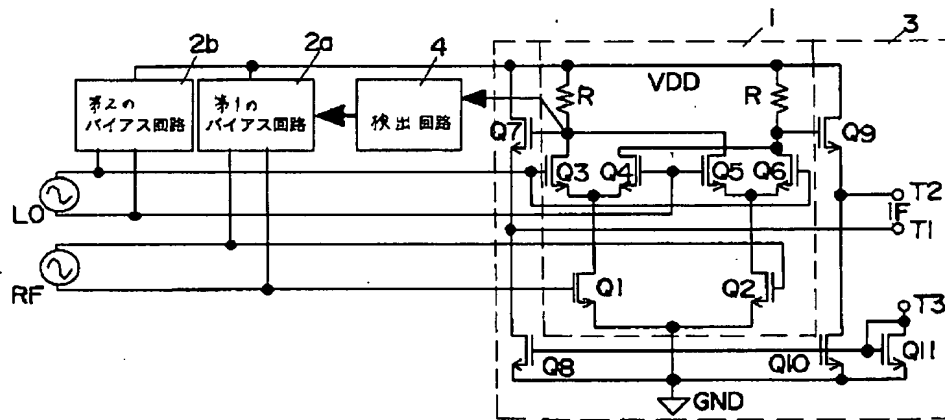 1
3
2b
2a
4
第2の
バイアス回路
第1の
バイアス回路
検出回路
VDD
R
R
Q7
Q9
Q3
Q4
Q5
Q6
LO
T2
IF
T1
RF
Q1
Q2
T3
Q8
Q10
Q11
GND